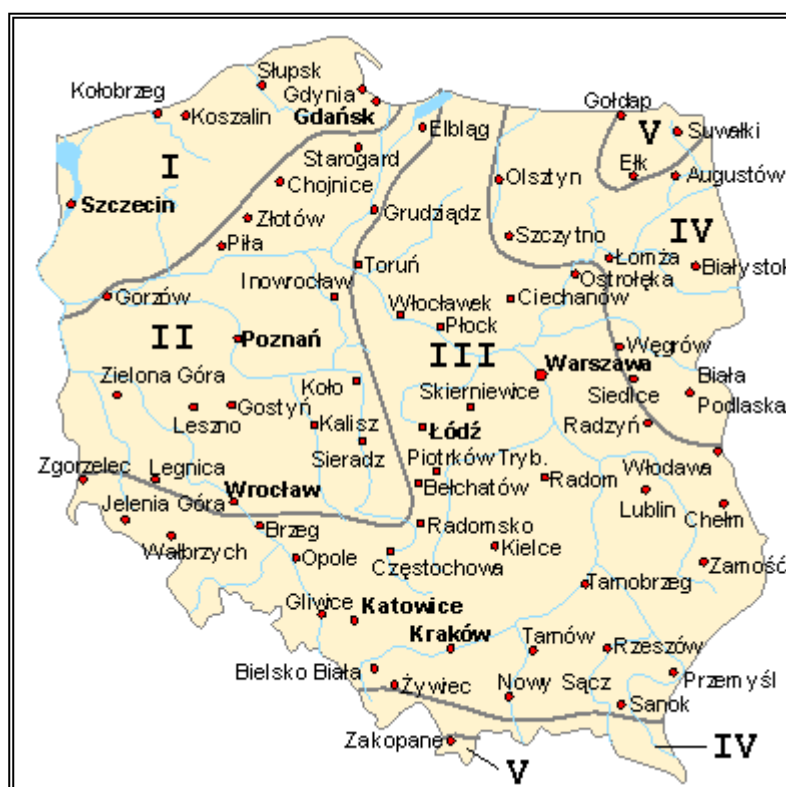 Słupsk
Kołobrzeg
Gdynia
Koszalin
Gdańsk
Gołdap
V
Suwałki
Elbląg
Starogard
I
Ełk
Augustów
Chojnice
Olsztyn
Szczecin
Złotów
Grudziądz
IV
Piła
Szczytno
Toruń
Łomża
Białystok
Inowrocław
Ostrołęka
Gorzów
Włocławek
Ciechanów
Płock
II
Poznań
III
Węgrów
Warszawa
Zielona Góra
Koło
Skierniewice
Siedlce
Biała
Podlaska
Leszno
Gostyń
Kalisz
Łódź
Radzyń
Sieradz
Piotrków Tryb.
Zgorzelec
Legnica
Włodawa
Wrocław
Bełchatów
Radom
Jelenia Góra
Lublin
Chełm
Brzeg
Radomsko
Wałbrzych
Opole
Kielce
Częstochowa
Zamość
Tarnobrzeg
Gliwice
Katowice
Kraków
Tarnów
Rzeszów
Bielsko Biała
Żywiec
Nowy Sącz
Przemyśl
Sanok
Zakopane
V
IV